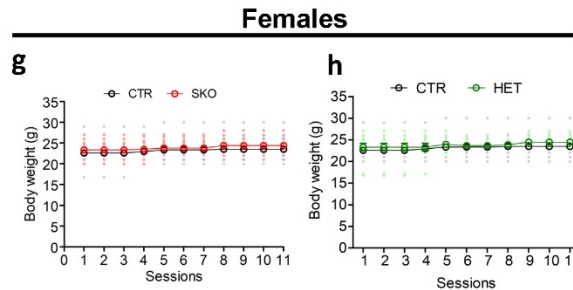 Females
g
CTR SKO
Body weight (g)
35
30
25
20
15
10
5
0
0 1 2 3 4 5 6 7 8 9 10 11
Sessions
h
CTR HET
Body weight (g)
35
30
25
20
15
10
5
0
1 2 3 4 5 6 7 8 9 10 1
Sessions